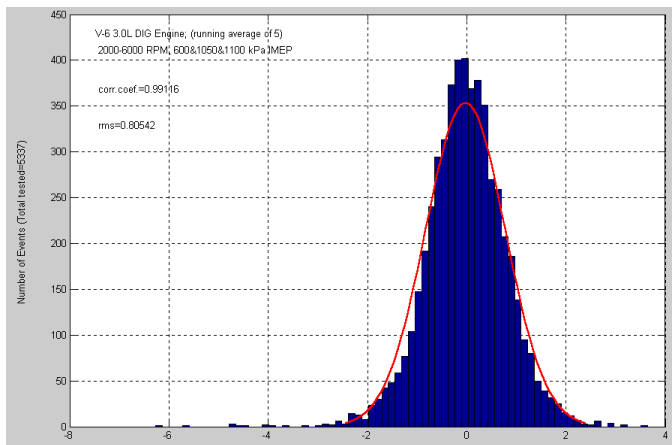 V-6 3.0L DIG Engine; (running average of 5)
2000-6000 RPM, 600&1050&1100 kPa IMEP
corr.coef.=0.99116
rms=0.80542
Number of Events (Total tested=5337)
450
400
350
300
250
200
150
100
50
0
-8 -6 -4 -2 0 2 4